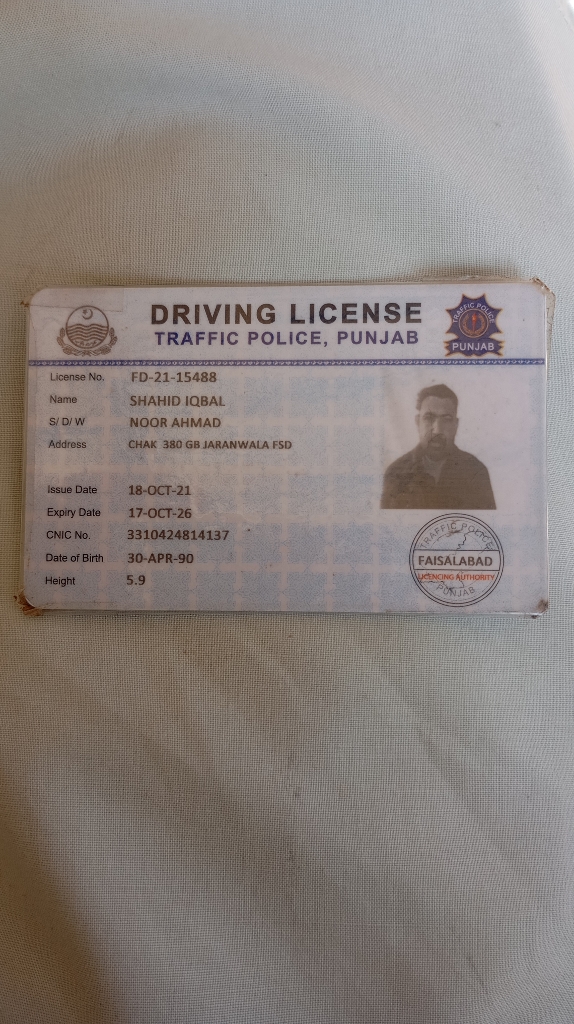 DRIVING LICENSE
TRAFFIC POLICE, PUNJAB
TRAFFIC POLICE
PUNJAB
License No. FD-21-15488
Name SHAHID IQBAL
S/ D/ W NOOR AHMAD
Address CHAK 380 GB JARANWALA FSD
Issue Date 18-OCT-21
Expiry Date 17-OCT-26
CNIC No. 3310424814137
Date of Birth 30-APR-90
Height 5.9
TRAFFIC POLICE
FAISALABAD
LICENCING AUTHORITY
PUNJAB